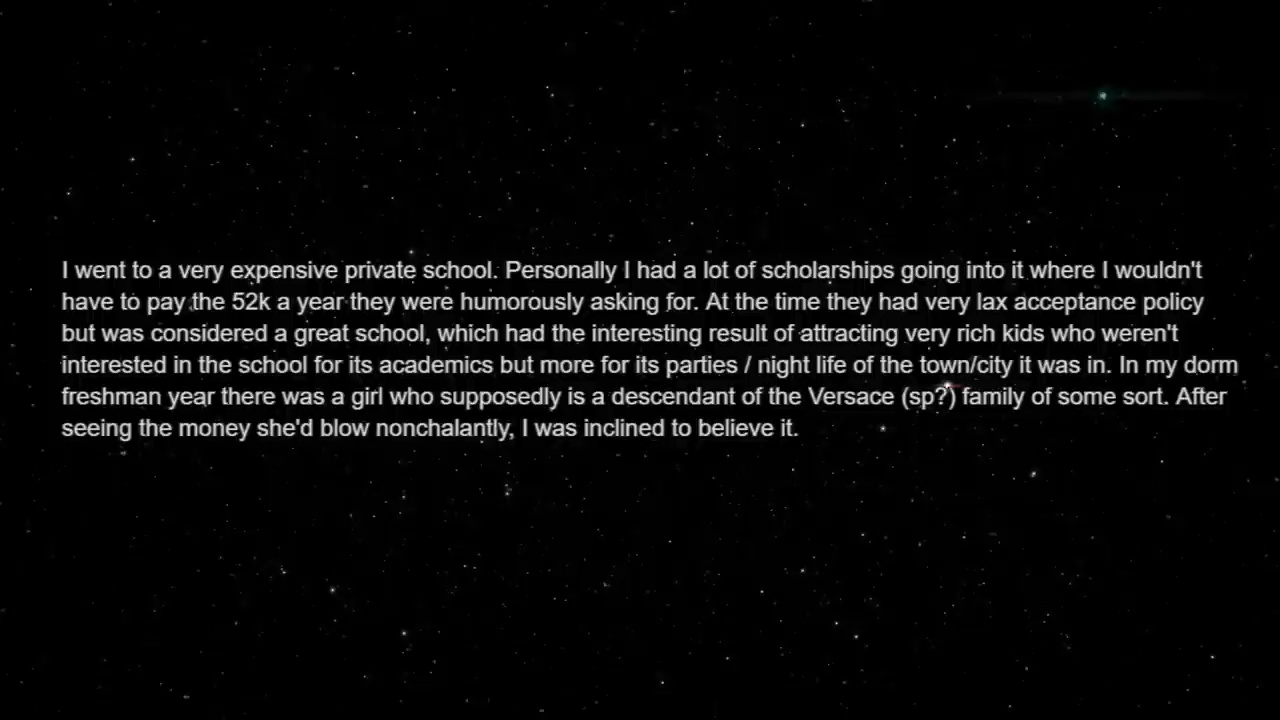 I went to a very expensive private school. Personally I had a lot of scholarships going into it where I wouldn't
have to pay the 52k a year they were humorously asking for. At the time they had very lax acceptance policy
but was considered a great school, which had the interesting result of attracting very rich kids who weren't
interested in the school for its academics but more for its parties / night life of the town/city it was in. In my dorm
freshman year there was a girl who supposedly is a descendant of the Versace (sp?) family of some sort. After
seeing the money she'd blow nonchalantly, I was inclined to believe it.